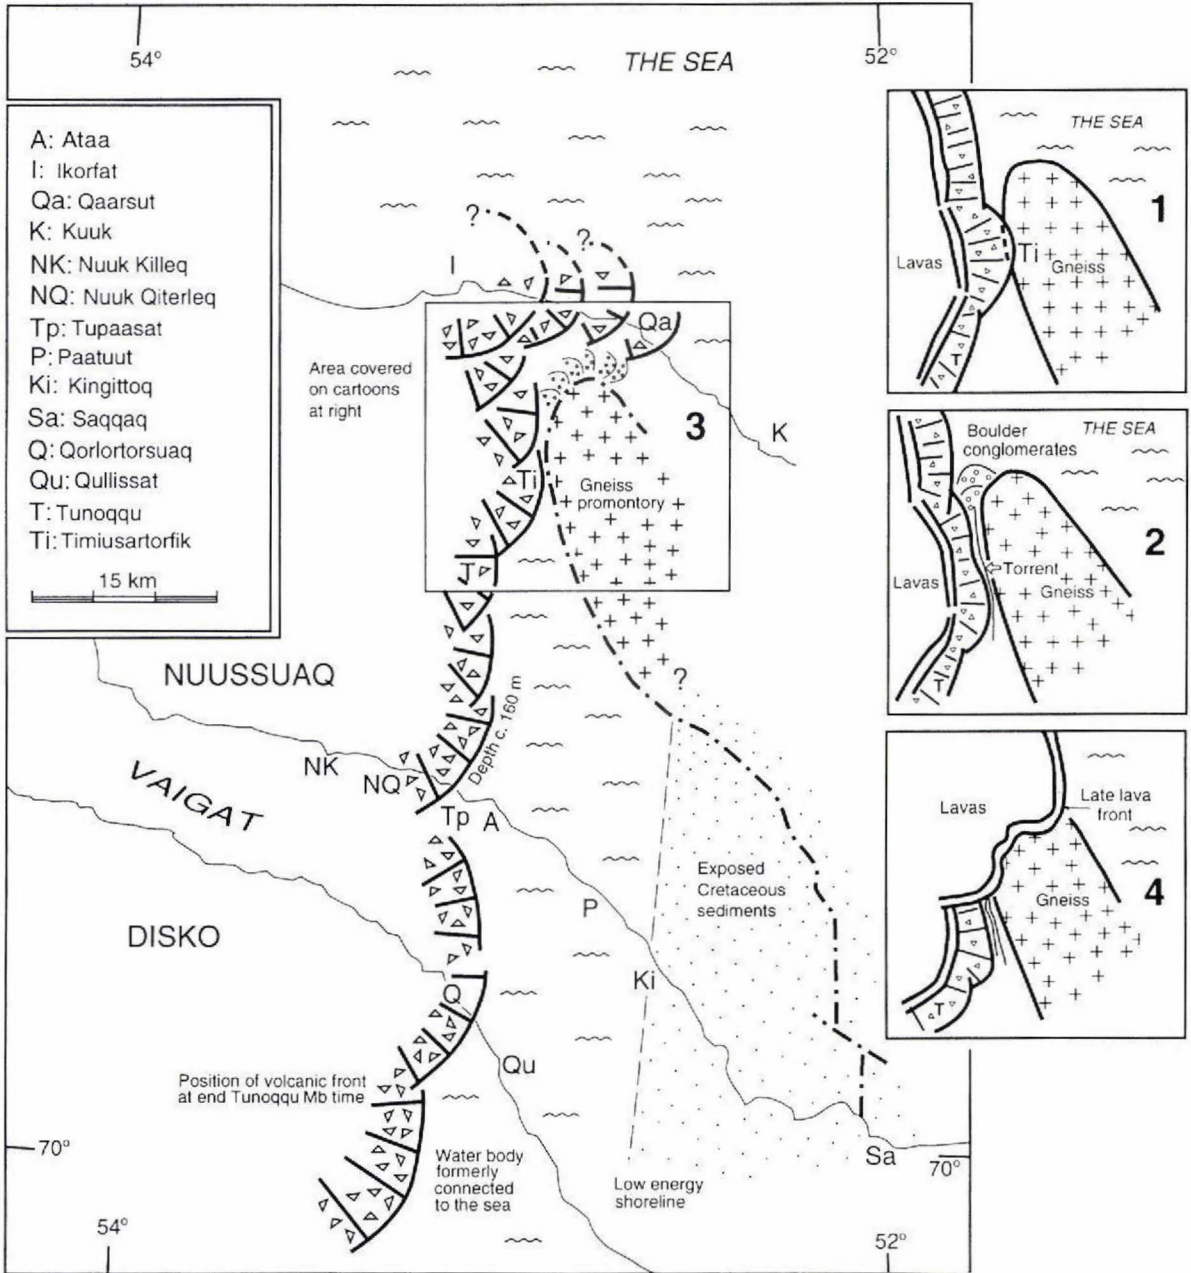 54°
THE SEA
52°
A: Ataa
I: Ikorfat
Qa: Qaarsut
K: Kuuk
NK: Nuuk Killeq
NQ: Nuuk Qiterleq
Tp: Tupaasat
P: Paatuut
Ki: Kingittoq
Sa: Saqqaq
Q: Qorlortorsuaq
Qu: Qullissat
T: Tunoqqu
Ti: Timiusartorfik
15 km
?
?
I
Qa
Area covered
on cartoons
at right
3
K
Ti
Gneiss
promontory
T
?
NUUSSUAQ
Depth c. 160 m
NK
NQ
VAIGAT
Tp
A
Exposed
Cretaceous
sediments
P
DISKO
Ki
Q
Qu
Position of volcanic front
at end Tunoqqu Mb time
70°
Water body
formerly
connected
to the sea
Low energy
shoreline
Sa
70°
54°
52°
THE SEA
1
Lavas
Ti
Gneiss
T
Boulder
conglomerates
THE SEA
2
Torrent
Lavas
Gneiss
T
Lavas
Late lava
front
Gneiss
4
T